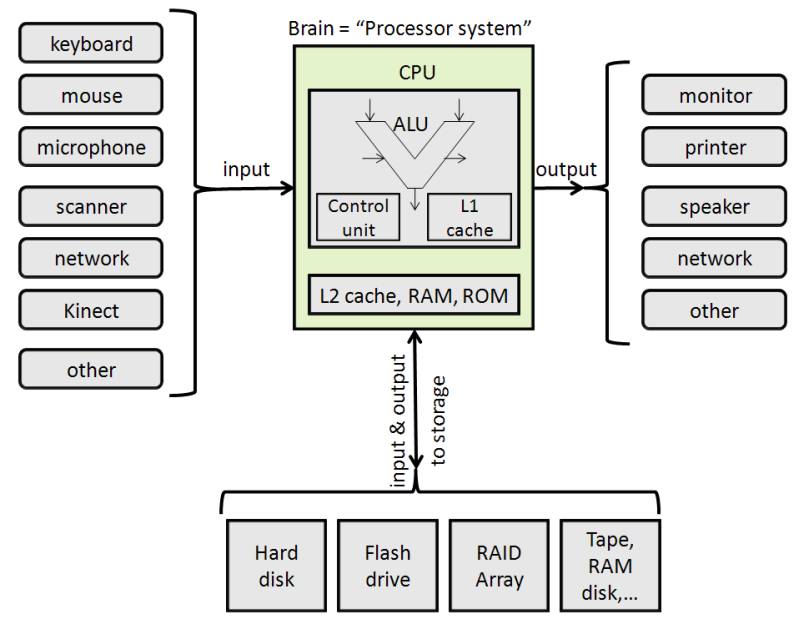 Brain = “Processor system”
keyboard
mouse
microphone
scanner
network
Kinect
other
input
CPU
ALU
Control
unit
L1
cache
L2 cache, RAM, ROM
output
monitor
printer
speaker
network
other
input & output
to storage
Hard
disk
Flash
drive
RAID
Array
Tape,
RAM
disk,...